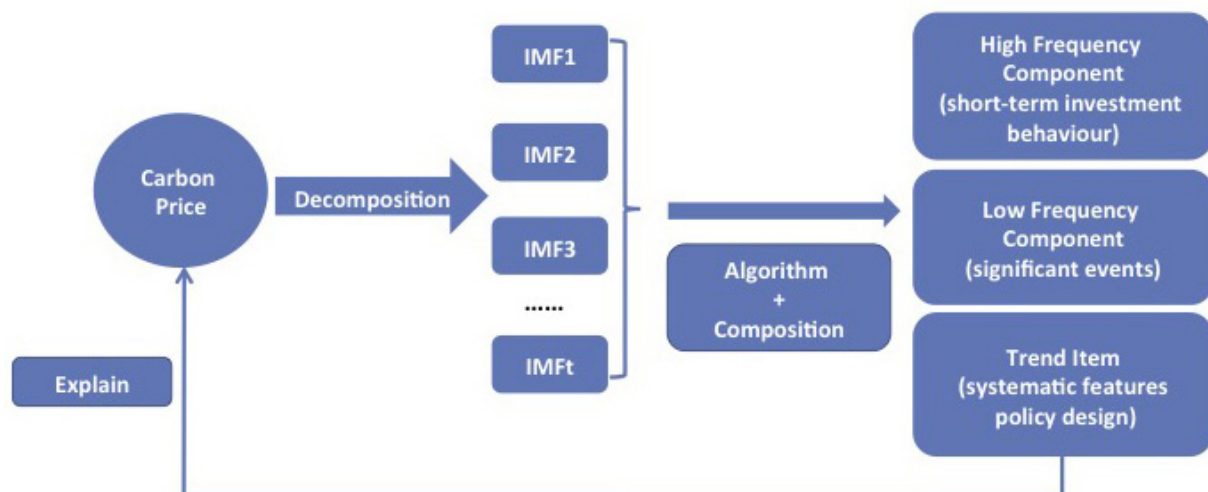 Carbon
Price
Decomposition
IMF1
IMF2
IMF3
......
IMFt
Algorithm
+
Composition
High Frequency
Component
(short-term investment
behaviour)
Low Frequency
Component
(significant events)
Trend Item
(systematic features
policy design)
Explain